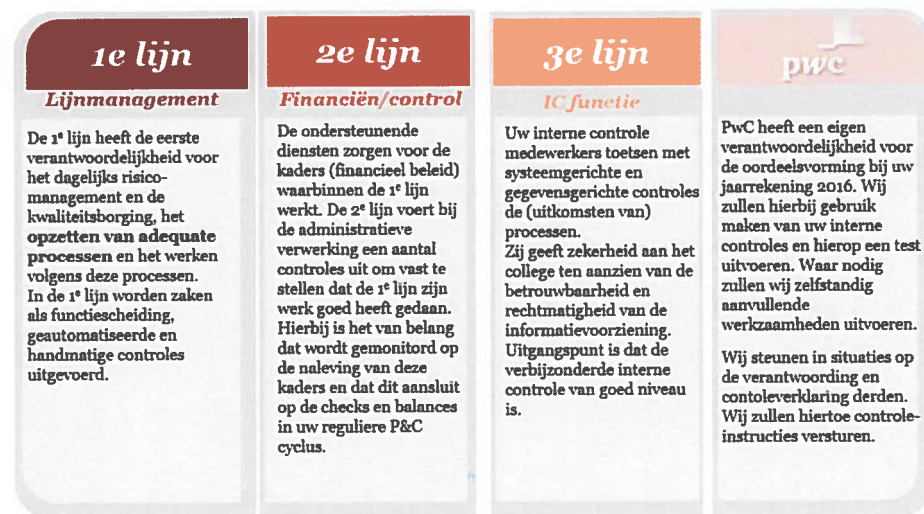 1e lijn
Lijnmanagement
De 1e lijn heeft de eerste
verantwoordelijkheid voor
het dagelijks risico-
management en de
kwaliteitsborging, het
opzetten van adequate
processen en het werken
volgens deze processen.
In de 1e lijn worden zaken
als functiescheiding,
geautomatiseerde en
handmatige controles
uitgevoerd.
2e lijn
Financiën/control
De ondersteunende
diensten zorgen voor de
kaders (financieel beleid)
waarbinnen de 1e lijn
werkt. De 2e lijn voert bij
de administratieve
verwerking een aantal
controles uit om vast te
stellen dat de 1e lijn zijn
werk goed heeft gedaan.
Hierbij is het van belang
dat wordt gemonitord op
de naleving van deze
kaders en dat dit aansluit
op de checks en balances
in uw reguliere P&C
cyclus.
3e lijn
IC functie
Uw interne controle
medewerkers toetsen met
systeemgerichte en
gegevensgerichte controles
de (uitkomsten van)
processen.
Zij geeft zekerheid aan het
college ten aanzien van de
betrouwbaarheid en
rechtmatigheid van de
informatievoorziening.
Uitgangspunt is dat de
verbijzonderde interne
controle van goed niveau
is.
pwc
PwC heeft een eigen
verantwoordelijkheid voor
de oordeelsvorming bij uw
jaarrekening 2016. Wij
zullen hierbij gebruik
maken van uw interne
controles en hierop een test
uitvoeren. Waar nodig
zullen wij zelfstandig
aanvullende
werkzaamheden uitvoeren.
Wij steunen in situaties op
de verantwoording en
contoleverklaring derden.
Wij zullen hiertoe controle-
instructies versturen.